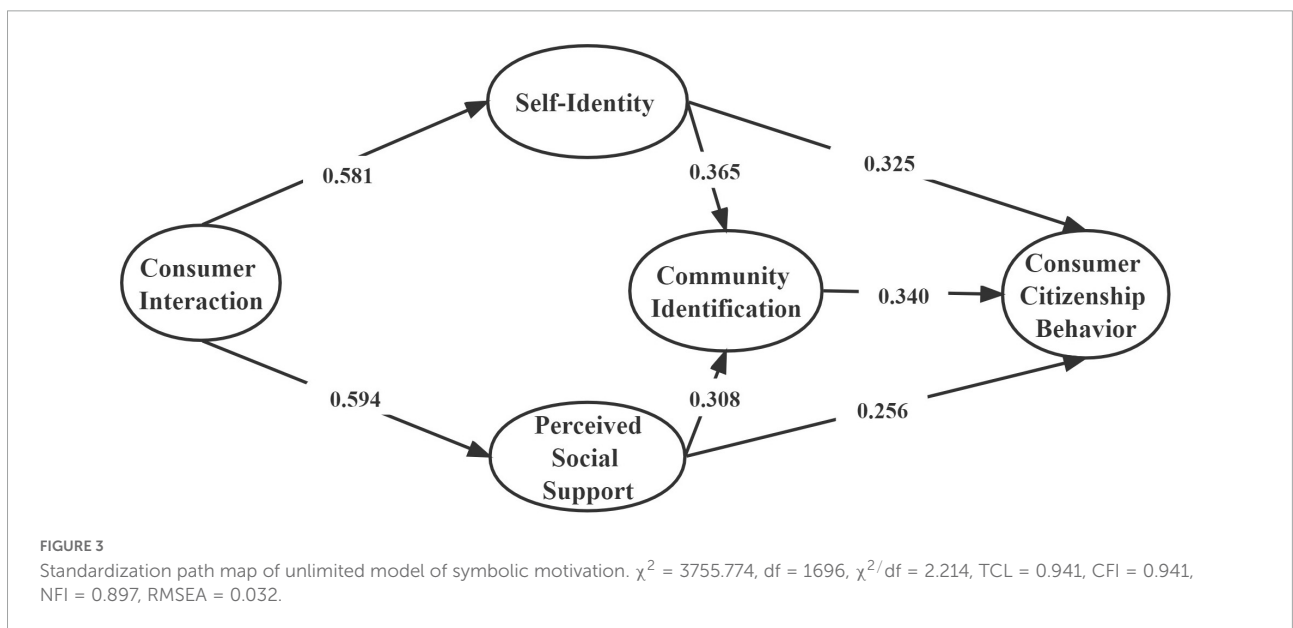 Self-Identity
0.581
0.365
0.325
Consumer
Interaction
Community
Identification
0.340
Consumer
Citizenship
Behavior
0.594
0.308
0.256
Perceived
Social
Support
FIGURE 3
Standardization path map of unlimited model of symbolic motivation. χ² = 3755.774, df = 1696, χ²/df = 2.214, TCL = 0.941, CFI = 0.941,
NFI = 0.897, RMSEA = 0.032.